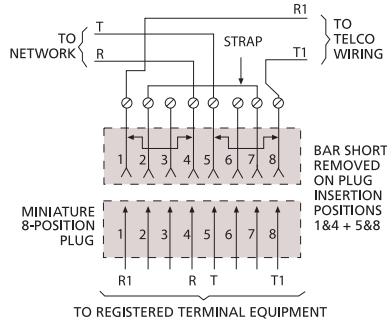 R1
TO
NETWORK
T
R
STRAP
T1
TO
TELCO
WIRING
1 2 3 4 5 6 7 8
BAR SHORT
REMOVED
ON PLUG
INSERTION
POSITIONS
1&4 + 5&8
MINIATURE
8-POSITION
PLUG
1 2 3 4 5 6 7 8
R1 R T T1
TO REGISTERED TERMINAL EQUIPMENT